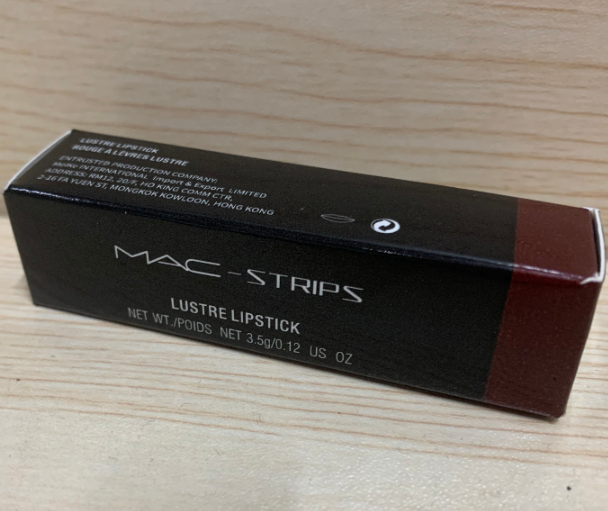 LUSTRE LIPSTICK
ROUGE A LÈVRES LUSTRE
ENTRUSTED PRODUCTION COMPANY:
INTERNATIONAL Import & Export LIMITED
ADDRESS: RM12, 20/F, HO KING COMM CTR,
2-16 FA YUEN ST, MONGKOK KOWLOON, HONG KONG
MAC-STRIPS
LUSTRE LIPSTICK
NET WT./POIDS NET 3.5g/0.12 US OZ